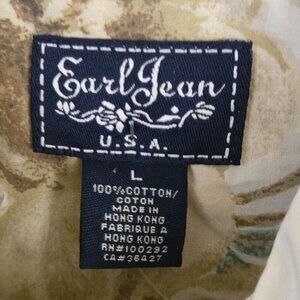 Earl Jean
U.S.A.
L
100%COTTON/
COTON
MADE IN
HONG KONG
FABRIQUE A
HONG KONG
RN#100292
CA#36427